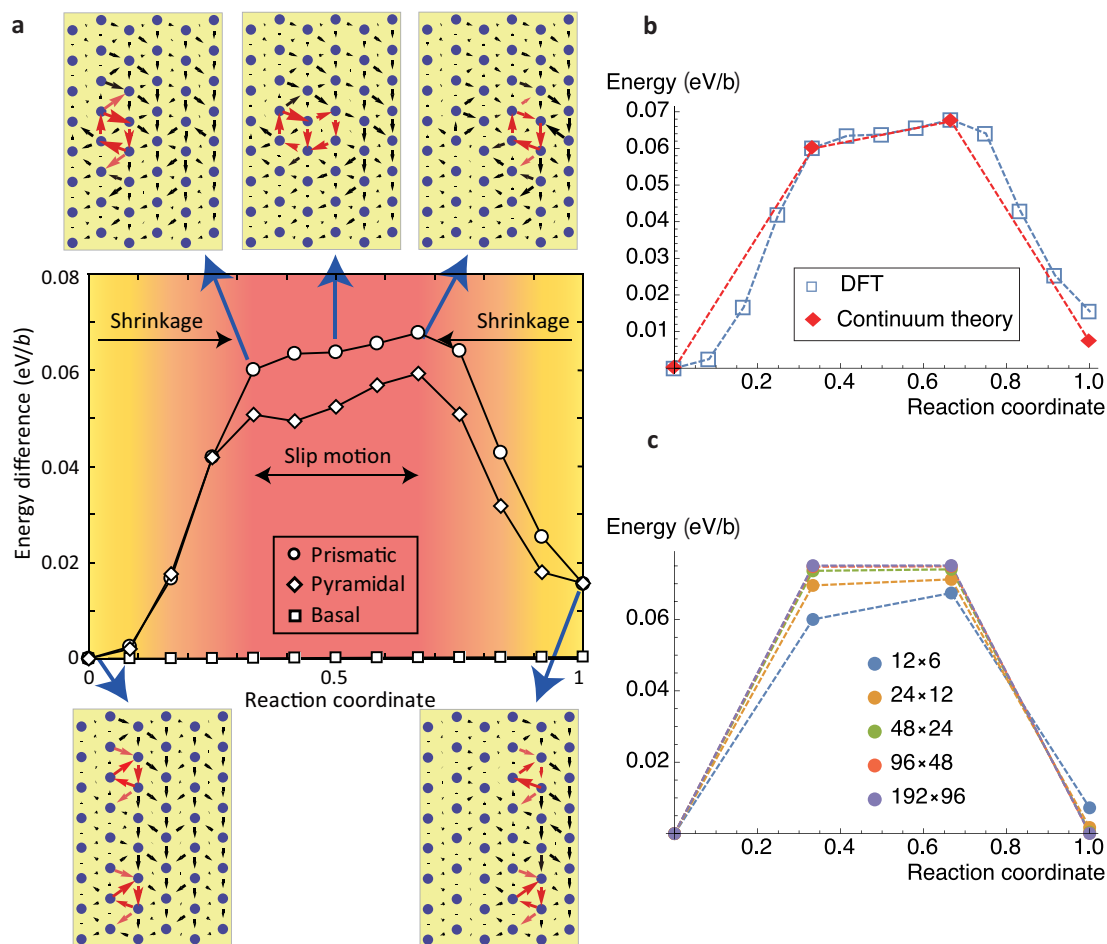 a
0.08
0.06
0.04
0.02
0
Energy difference (eV/b)
Shrinkage
Shrinkage
Slip motion
Prismatic
Pyramidal
Basal
0
0.5
1
Reaction coordinate
b
Energy (eV/b)
0.07
0.06
0.05
0.04
0.03
0.02
0.01
DFT
Continuum theory
0.2
0.4
0.6
0.8
1.0
Reaction coordinate
c
Energy (eV/b)
0.06
0.04
0.02
12×6
24×12
48×24
96×48
192×96
0.2
0.4
0.6
0.8
1.0
Reaction coordinate